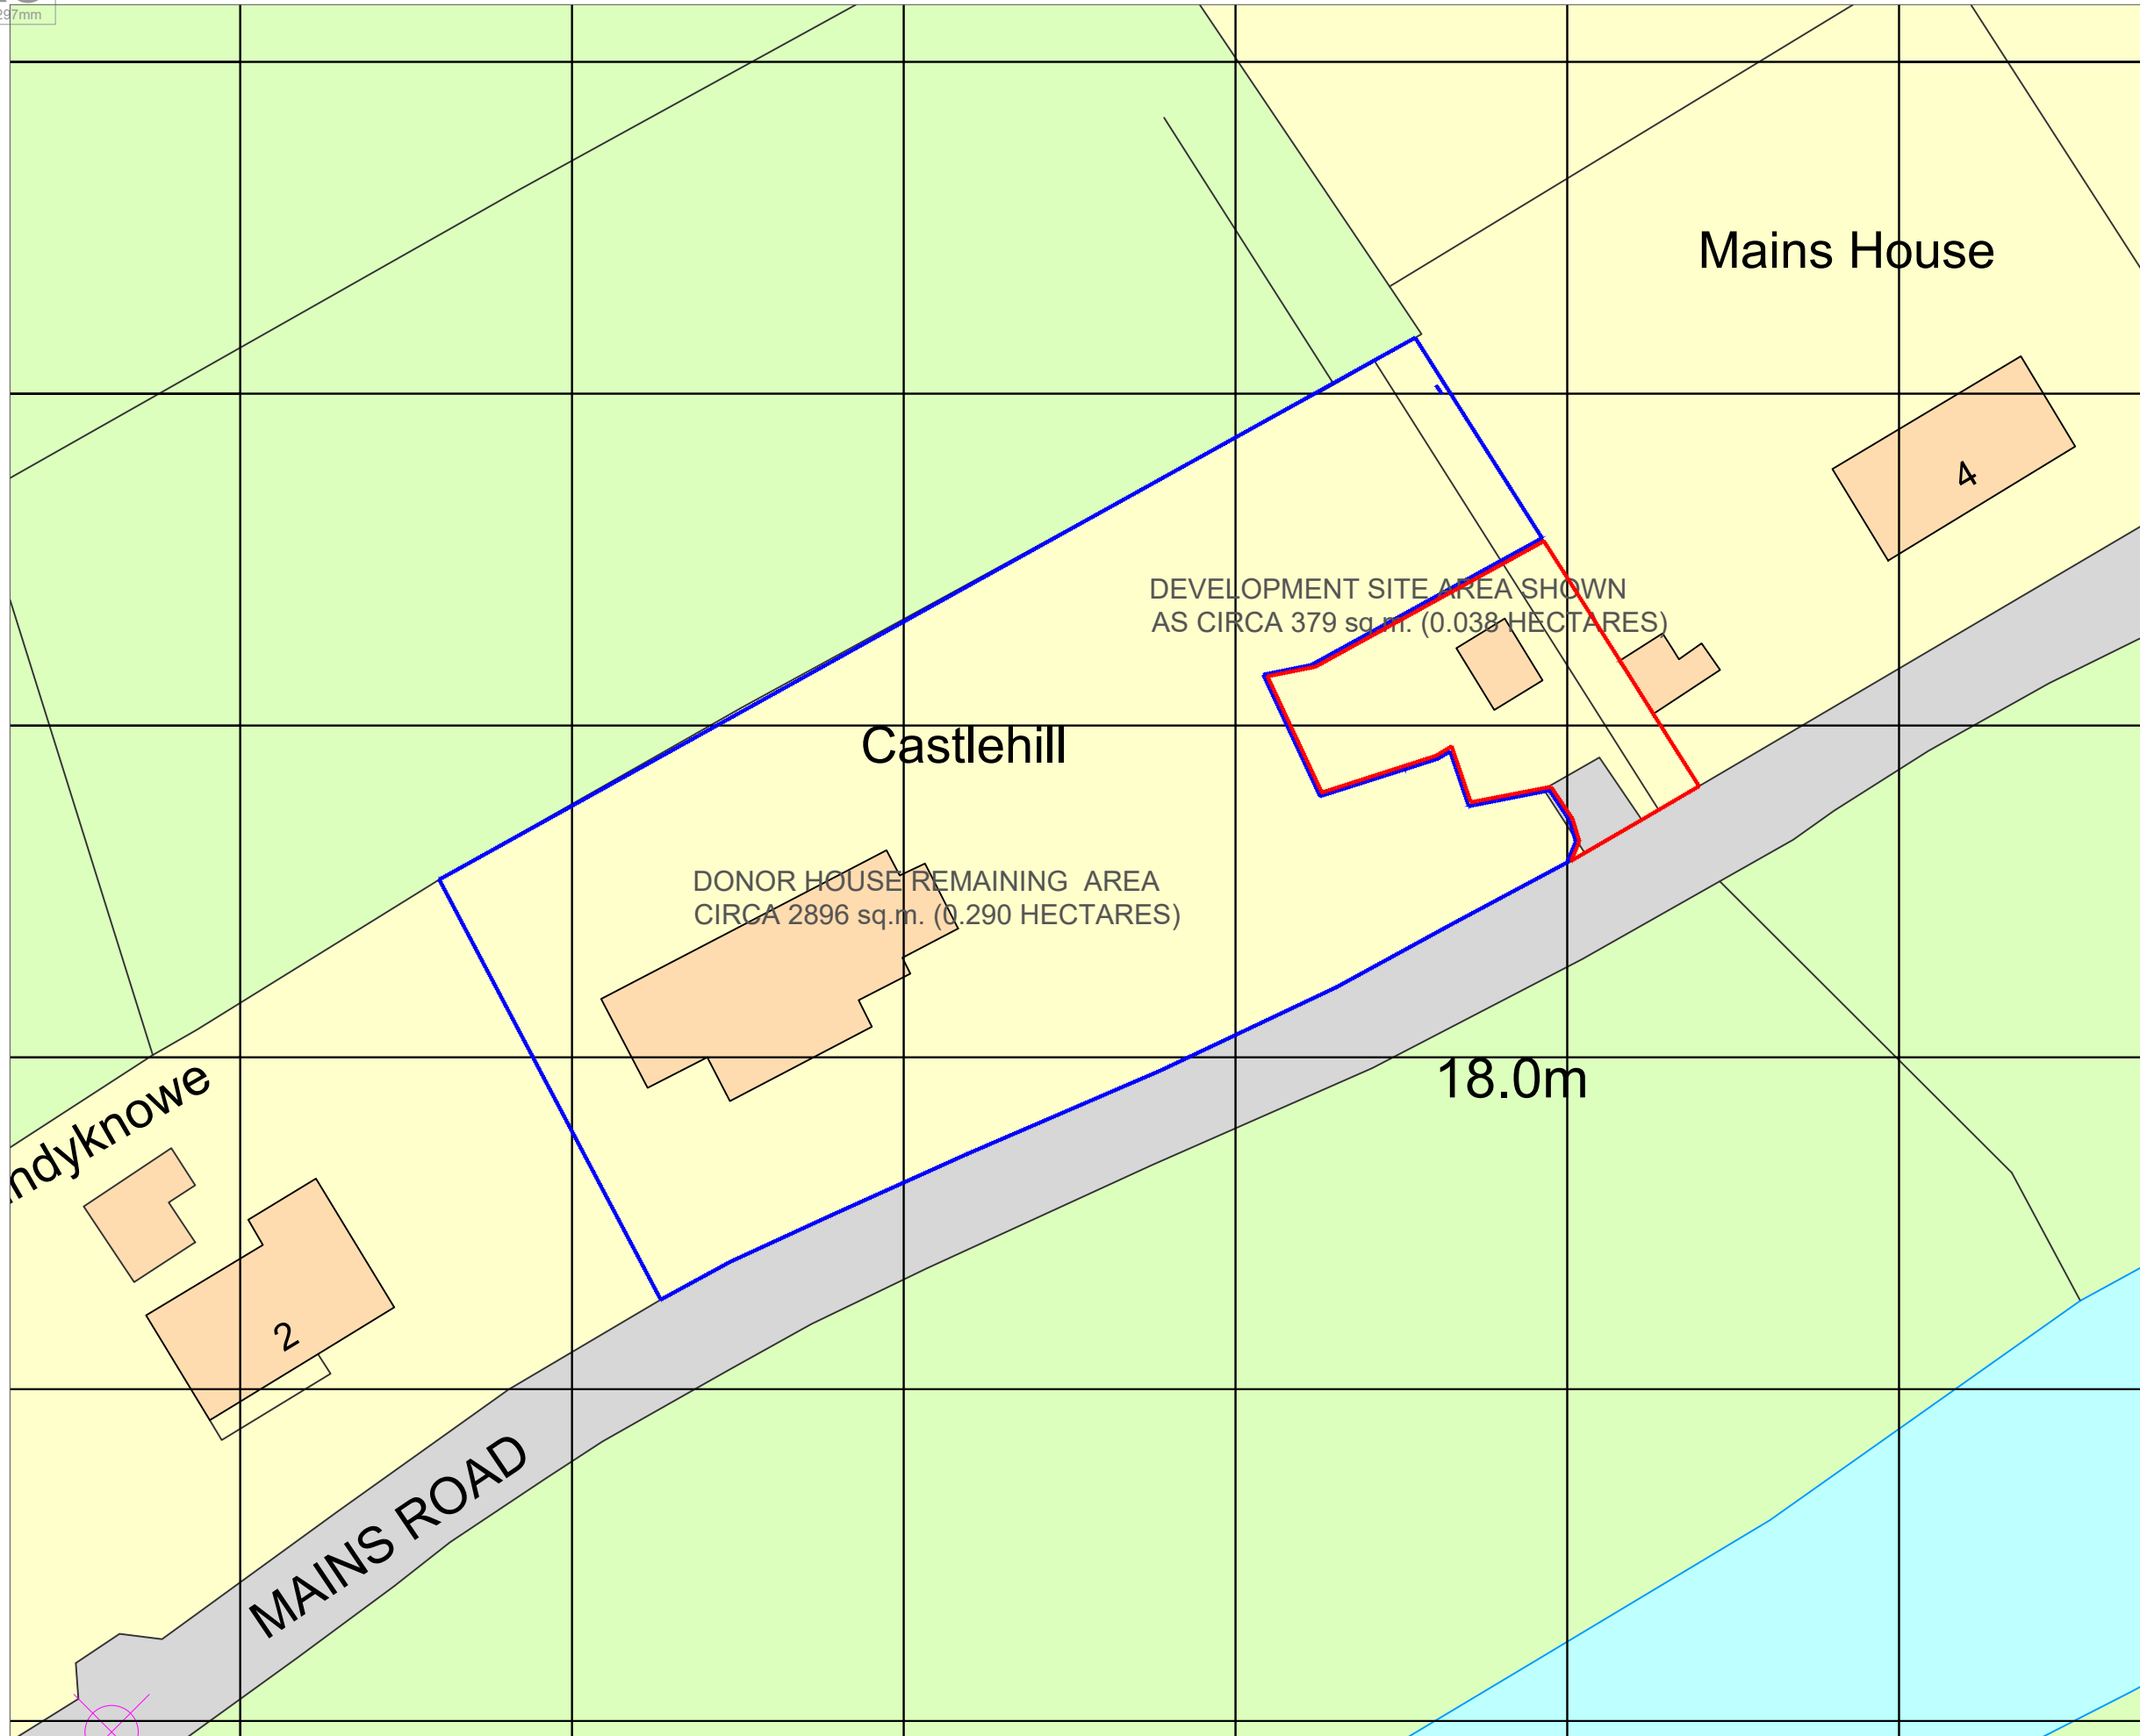 297mm
Mains House
4
DEVELOPMENT SITE AREA SHOWN
AS CIRCA 379 sq.m. (0.038 HECTARES)
Castlehill
DONOR HOUSE REMAINING AREA
CIRCA 2896 sq.m. (0.290 HECTARES)
18.0m
ndyknowe
2
MAINS ROAD